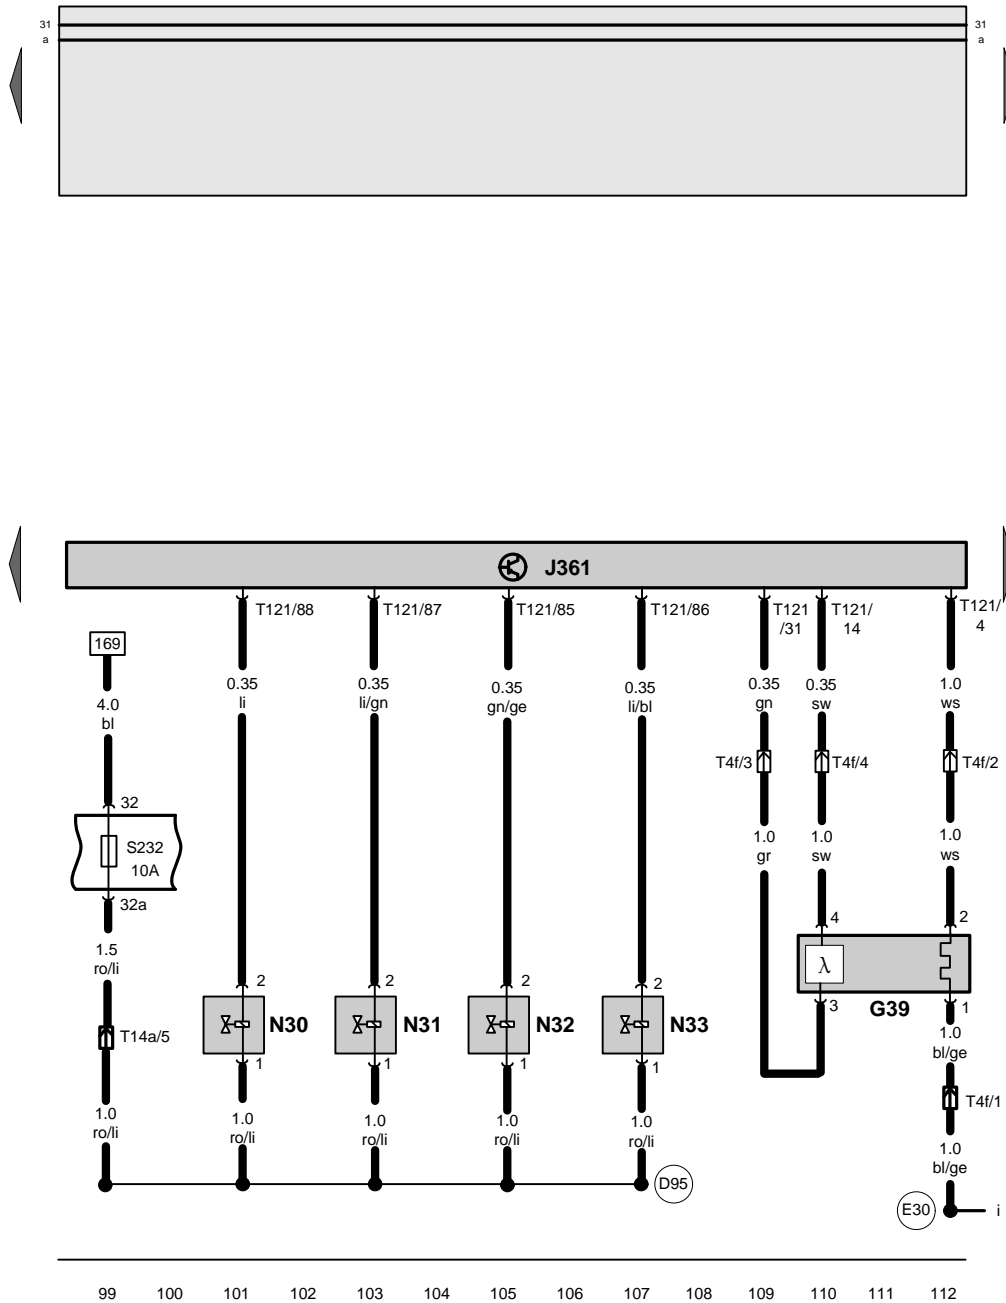 31 31
a a
J361
T121/88 T121/87 T121/85 T121/86 T121 T121/ T121/
/31 14 4
169
0.35 0.35 0.35 0.35 0.35 0.35 1.0
li li/gn gn/ge li/bl gn sw ws
4.0
bl
T4f/3 T4f/4 T4f/2
32
S232
10A
1.0 1.0 1.0
gr sw ws
32a
4 2
1.5
ro/li
λ
2 2 2 2
3 G39 1
T14a/5 N30 N31 N32 N33
1.0
bl/ge
1 1 1 1
T4f/1
1.0 1.0 1.0 1.0 1.0
ro/li ro/li ro/li ro/li ro/li
1.0
bl/ge
D95
E30 i
99 100 101 102 103 104 105 106 107 108 109 110 111 112